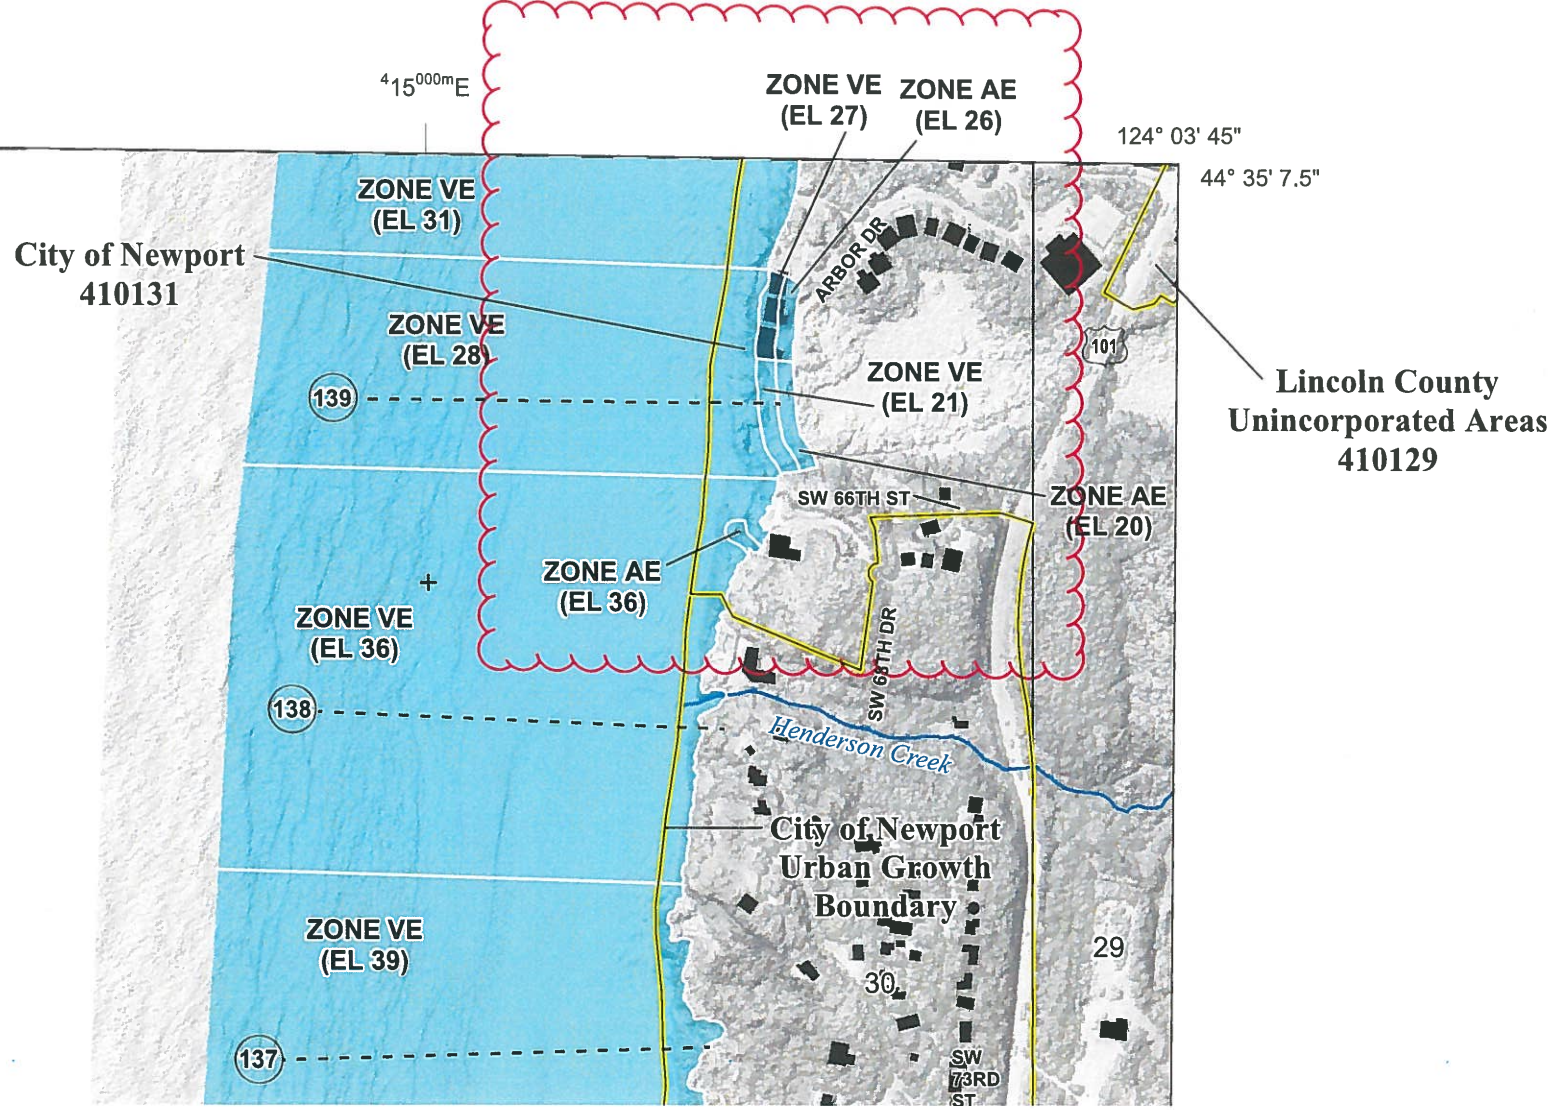 ⁴15⁰⁰⁰ᵐE
ZONE VE
(EL 27)
ZONE AE
(EL 26)
124° 03' 45"
44° 35' 7.5"
ZONE VE
(EL 31)
City of Newport
410131
ARBOR DR
ZONE VE
(EL 28)
101
139
ZONE VE
(EL 21)
Lincoln County
Unincorporated Areas
410129
SW 66TH ST
ZONE AE
(EL 20)
ZONE AE
(EL 36)
ZONE VE
(EL 36)
SW 68TH DR
138
Henderson Creek
City of Newport
Urban Growth
Boundary
ZONE VE
(EL 39)
29
30
137
SW
73RD
ST